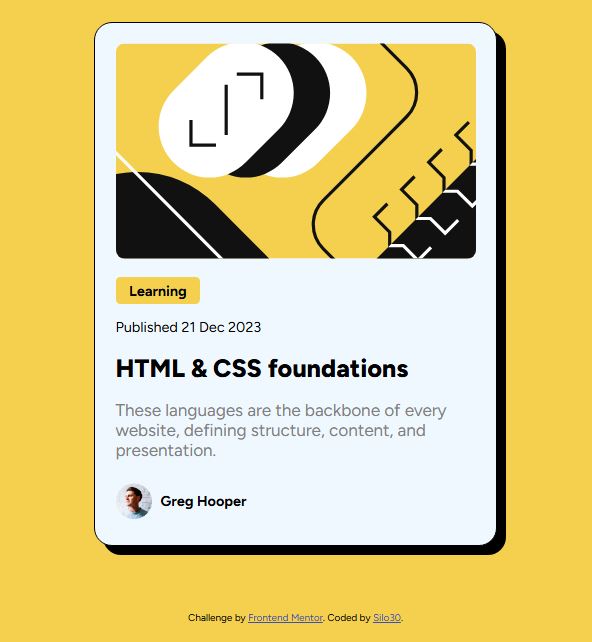 Learning
Published 21 Dec 2023
HTML & CSS foundations
These languages are the backbone of every
website, defining structure, content, and
presentation.
Greg Hooper
Challenge by Frontend Mentor. Coded by Silo30.